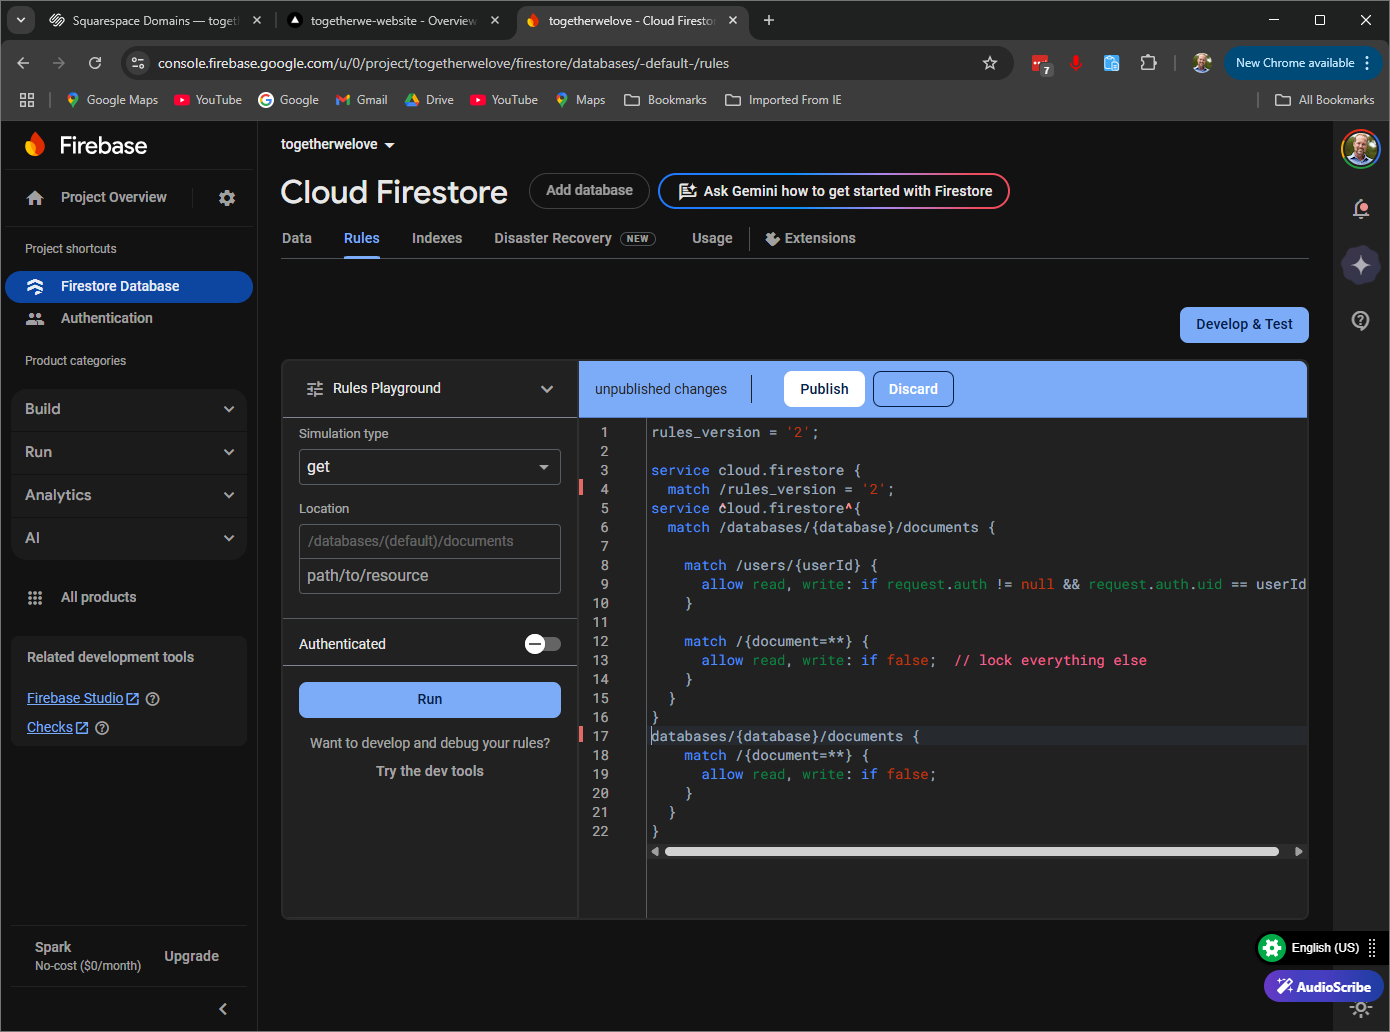 Squarespace Domains — toget
togetherwe-website - Overview
togetherwelove - Cloud Firestor
console.firebase.google.com/u/0/project/togetherwelove/firestore/databases/-default-/rules
7
New Chrome available
Google Maps
YouTube
Google
Gmail
Drive
YouTube
Maps
Bookmarks
Imported From IE
All Bookmarks
Firebase
Project Overview
Project shortcuts
Firestore Database
Authentication
Product categories
Build
Run
Analytics
AI
All products
Related development tools
Firebase Studio
Checks
Spark
No-cost ($0/month)
Upgrade
togetherwelove
Cloud Firestore
Add database
Ask Gemini how to get started with Firestore
Data
Rules
Indexes
Disaster Recovery NEW
Usage
Extensions
Develop & Test
Rules Playground
Simulation type
get
Location
/databases/(default)/documents
path/to/resource
Authenticated
Run
Want to develop and debug your rules?
Try the dev tools
unpublished changes
Publish
Discard
1 rules_version = '2';
2
3 service cloud.firestore {
4 match /rules_version = '2';
5 service cloud.firestore {
6 match /databases/{database}/documents {
7
8 match /users/{userId} {
9 allow read, write: if request.auth != null && request.auth.uid == userId
10 }
11
12 match /{document=**} {
13 allow read, write: if false; // lock everything else
14 }
15 }
16 }
17 databases/{database}/documents {
18 match /{document=**} {
19 allow read, write: if false;
20 }
21 }
22 }
English (US)
AudioScribe